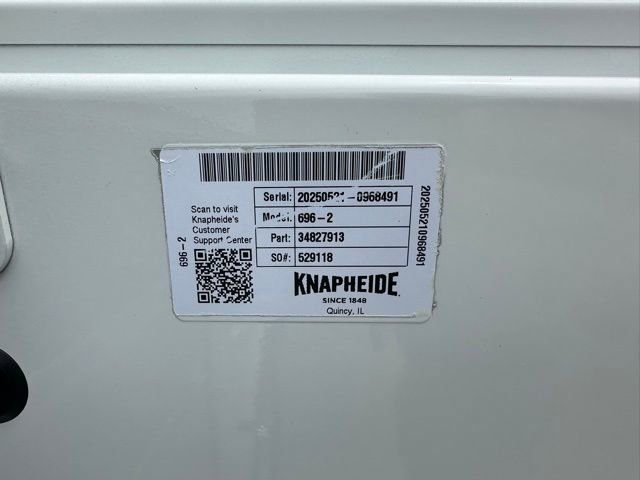 Scan to visit
Knapheide's
Customer
Support Center
Serial: 20250521-0968491
Model: 696-2
Part: 34827913
SO#: 529118
KNAPHEIDE
SINCE 1848
Quincy, IL
696-2
202505210968491